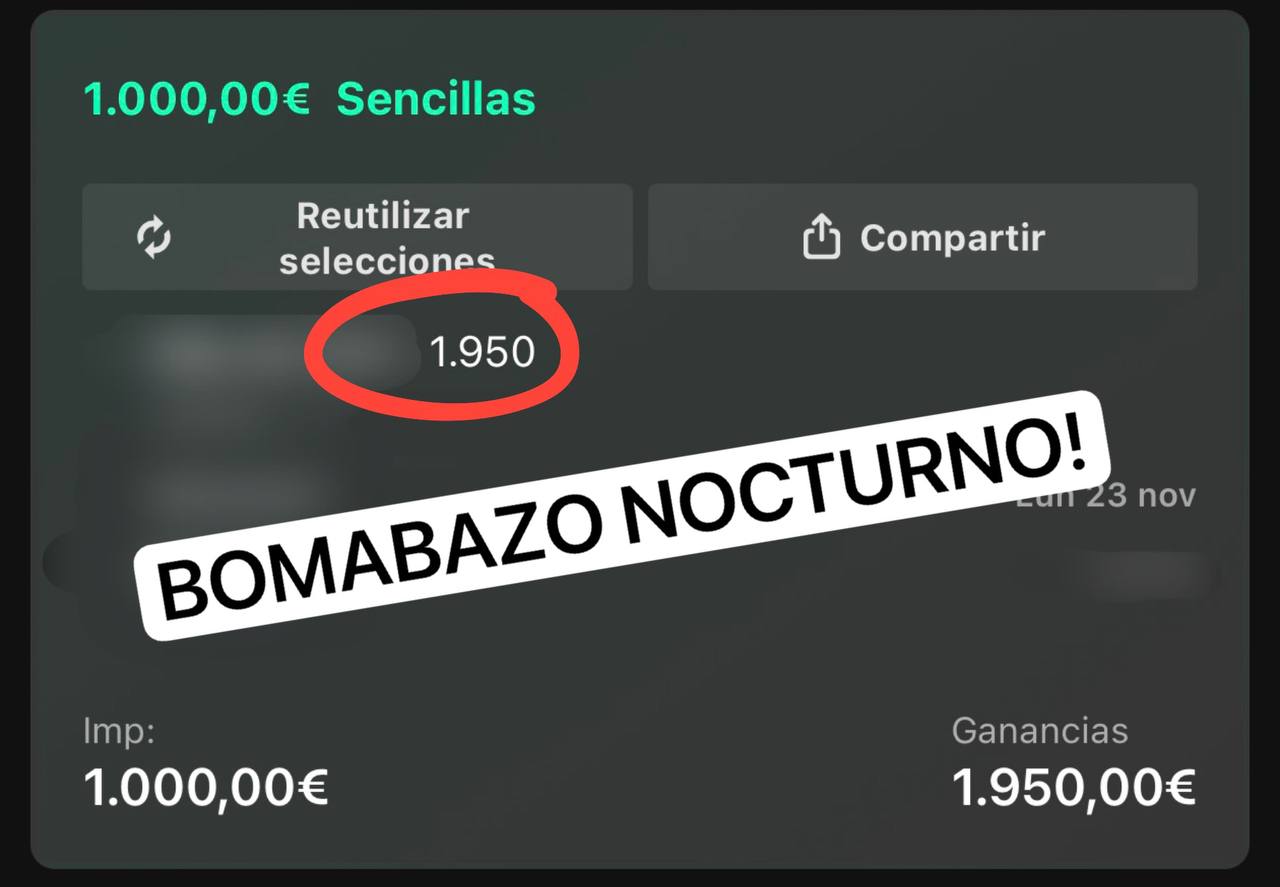 1.000,00€ Sencillas
Reutilizar
selecciones
Compartir
1.950
BOMABAZO NOCTURNO!
Lun 23 nov
Imp:
Ganancias
1.000,00€
1.950,00€